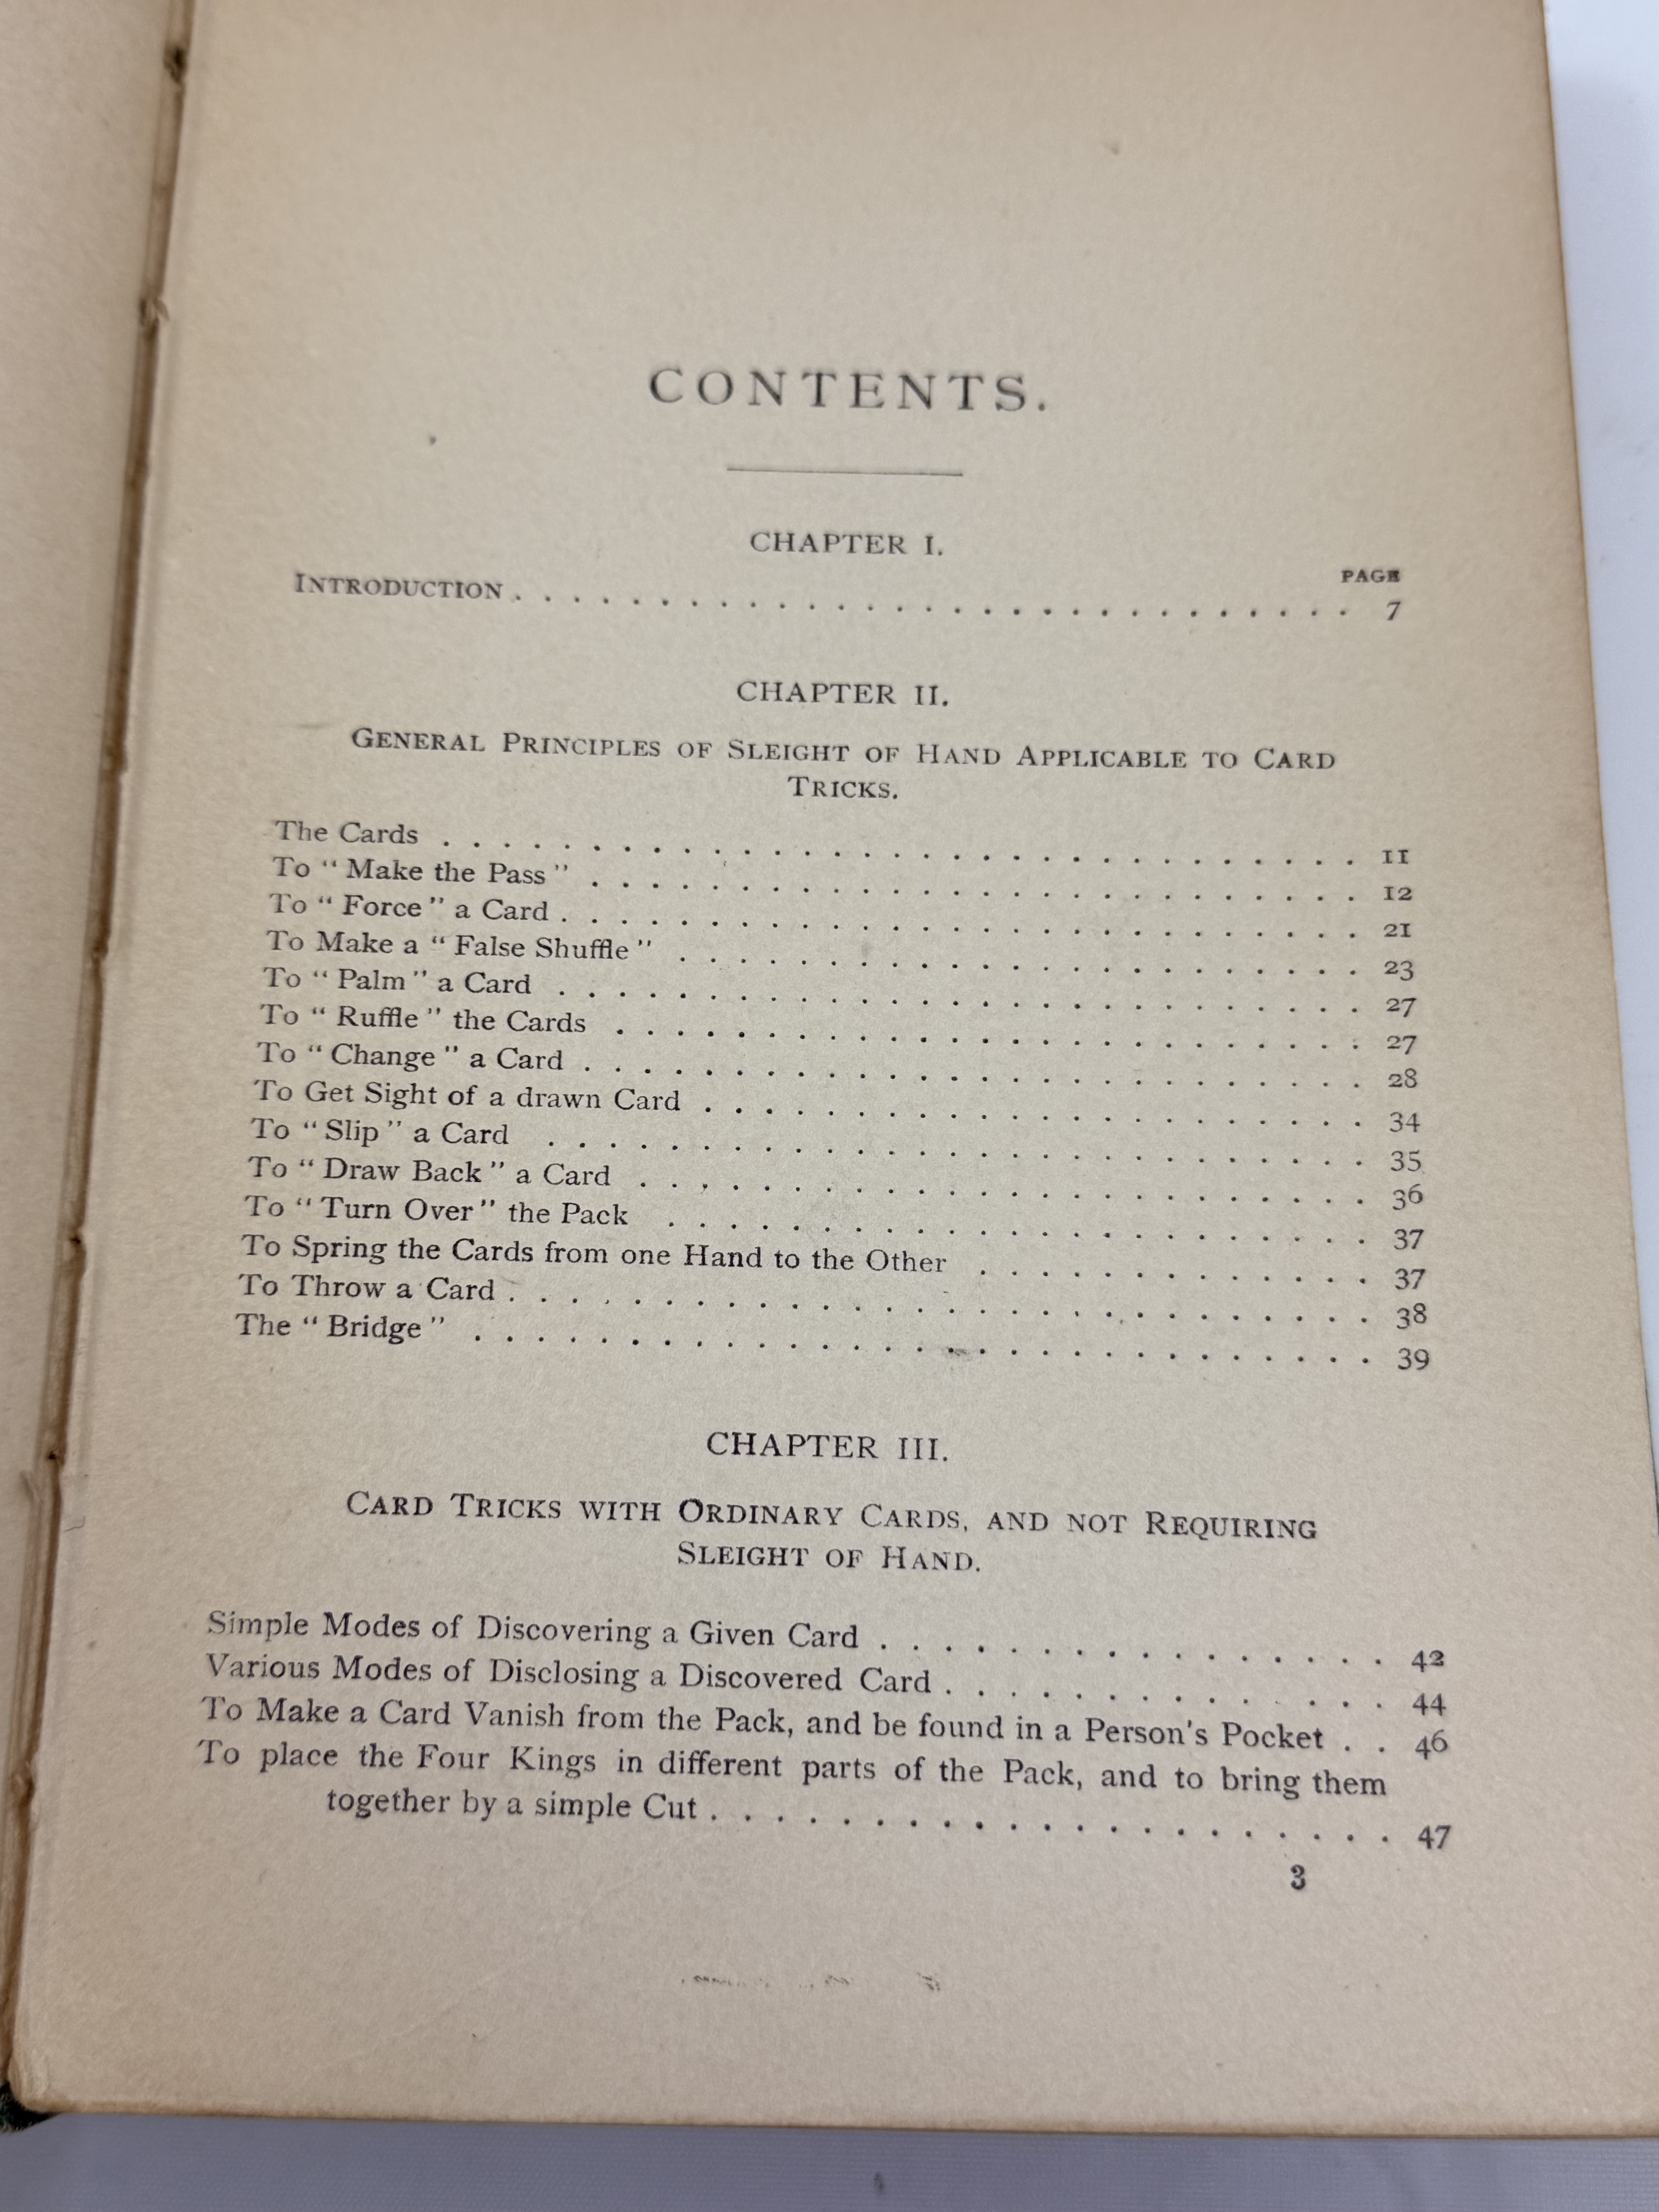 CONTENTS.
CHAPTER I.
PAGE
INTRODUCTION . . . . . . . . . . . . . . . . . . . . . . . . . . . . . 7
CHAPTER II.
GENERAL PRINCIPLES OF SLEIGHT OF HAND APPLICABLE TO CARD
TRICKS.
The Cards . . . . . . . . . . . . . . . . . . . . . . . . . . . . . . . 11
To “Make the Pass” . . . . . . . . . . . . . . . . . . . . . . . . . . 12
To “Force” a Card . . . . . . . . . . . . . . . . . . . . . . . . . . . 21
To Make a “False Shuffle” . . . . . . . . . . . . . . . . . . . . . . . 23
To “Palm” a Card . . . . . . . . . . . . . . . . . . . . . . . . . . . 27
To “Ruffle” the Cards . . . . . . . . . . . . . . . . . . . . . . . . . 27
To “Change” a Card . . . . . . . . . . . . . . . . . . . . . . . . . . 28
To Get Sight of a drawn Card . . . . . . . . . . . . . . . . . . . . . . 34
To “Slip” a Card . . . . . . . . . . . . . . . . . . . . . . . . . . . 35
To “Draw Back” a Card . . . . . . . . . . . . . . . . . . . . . . . . 36
To “Turn Over” the Pack . . . . . . . . . . . . . . . . . . . . . . . 37
To Spring the Cards from one Hand to the Other . . . . . . . . . . . . . 37
To Throw a Card . . . . . . . . . . . . . . . . . . . . . . . . . . . . 38
The “Bridge” . . . . . . . . . . . . . . . . . . . . . . . . . . . . . 39
CHAPTER III.
CARD TRICKS WITH ORDINARY CARDS, AND NOT REQUIRING
SLEIGHT OF HAND.
Simple Modes of Discovering a Given Card . . . . . . . . . . . . . . . . 42
Various Modes of Disclosing a Discovered Card . . . . . . . . . . . . . . 44
To Make a Card Vanish from the Pack, and be found in a Person's Pocket . . 46
To place the Four Kings in different parts of the Pack, and to bring them
together by a simple Cut . . . . . . . . . . . . . . . . . . . . . . 47
3